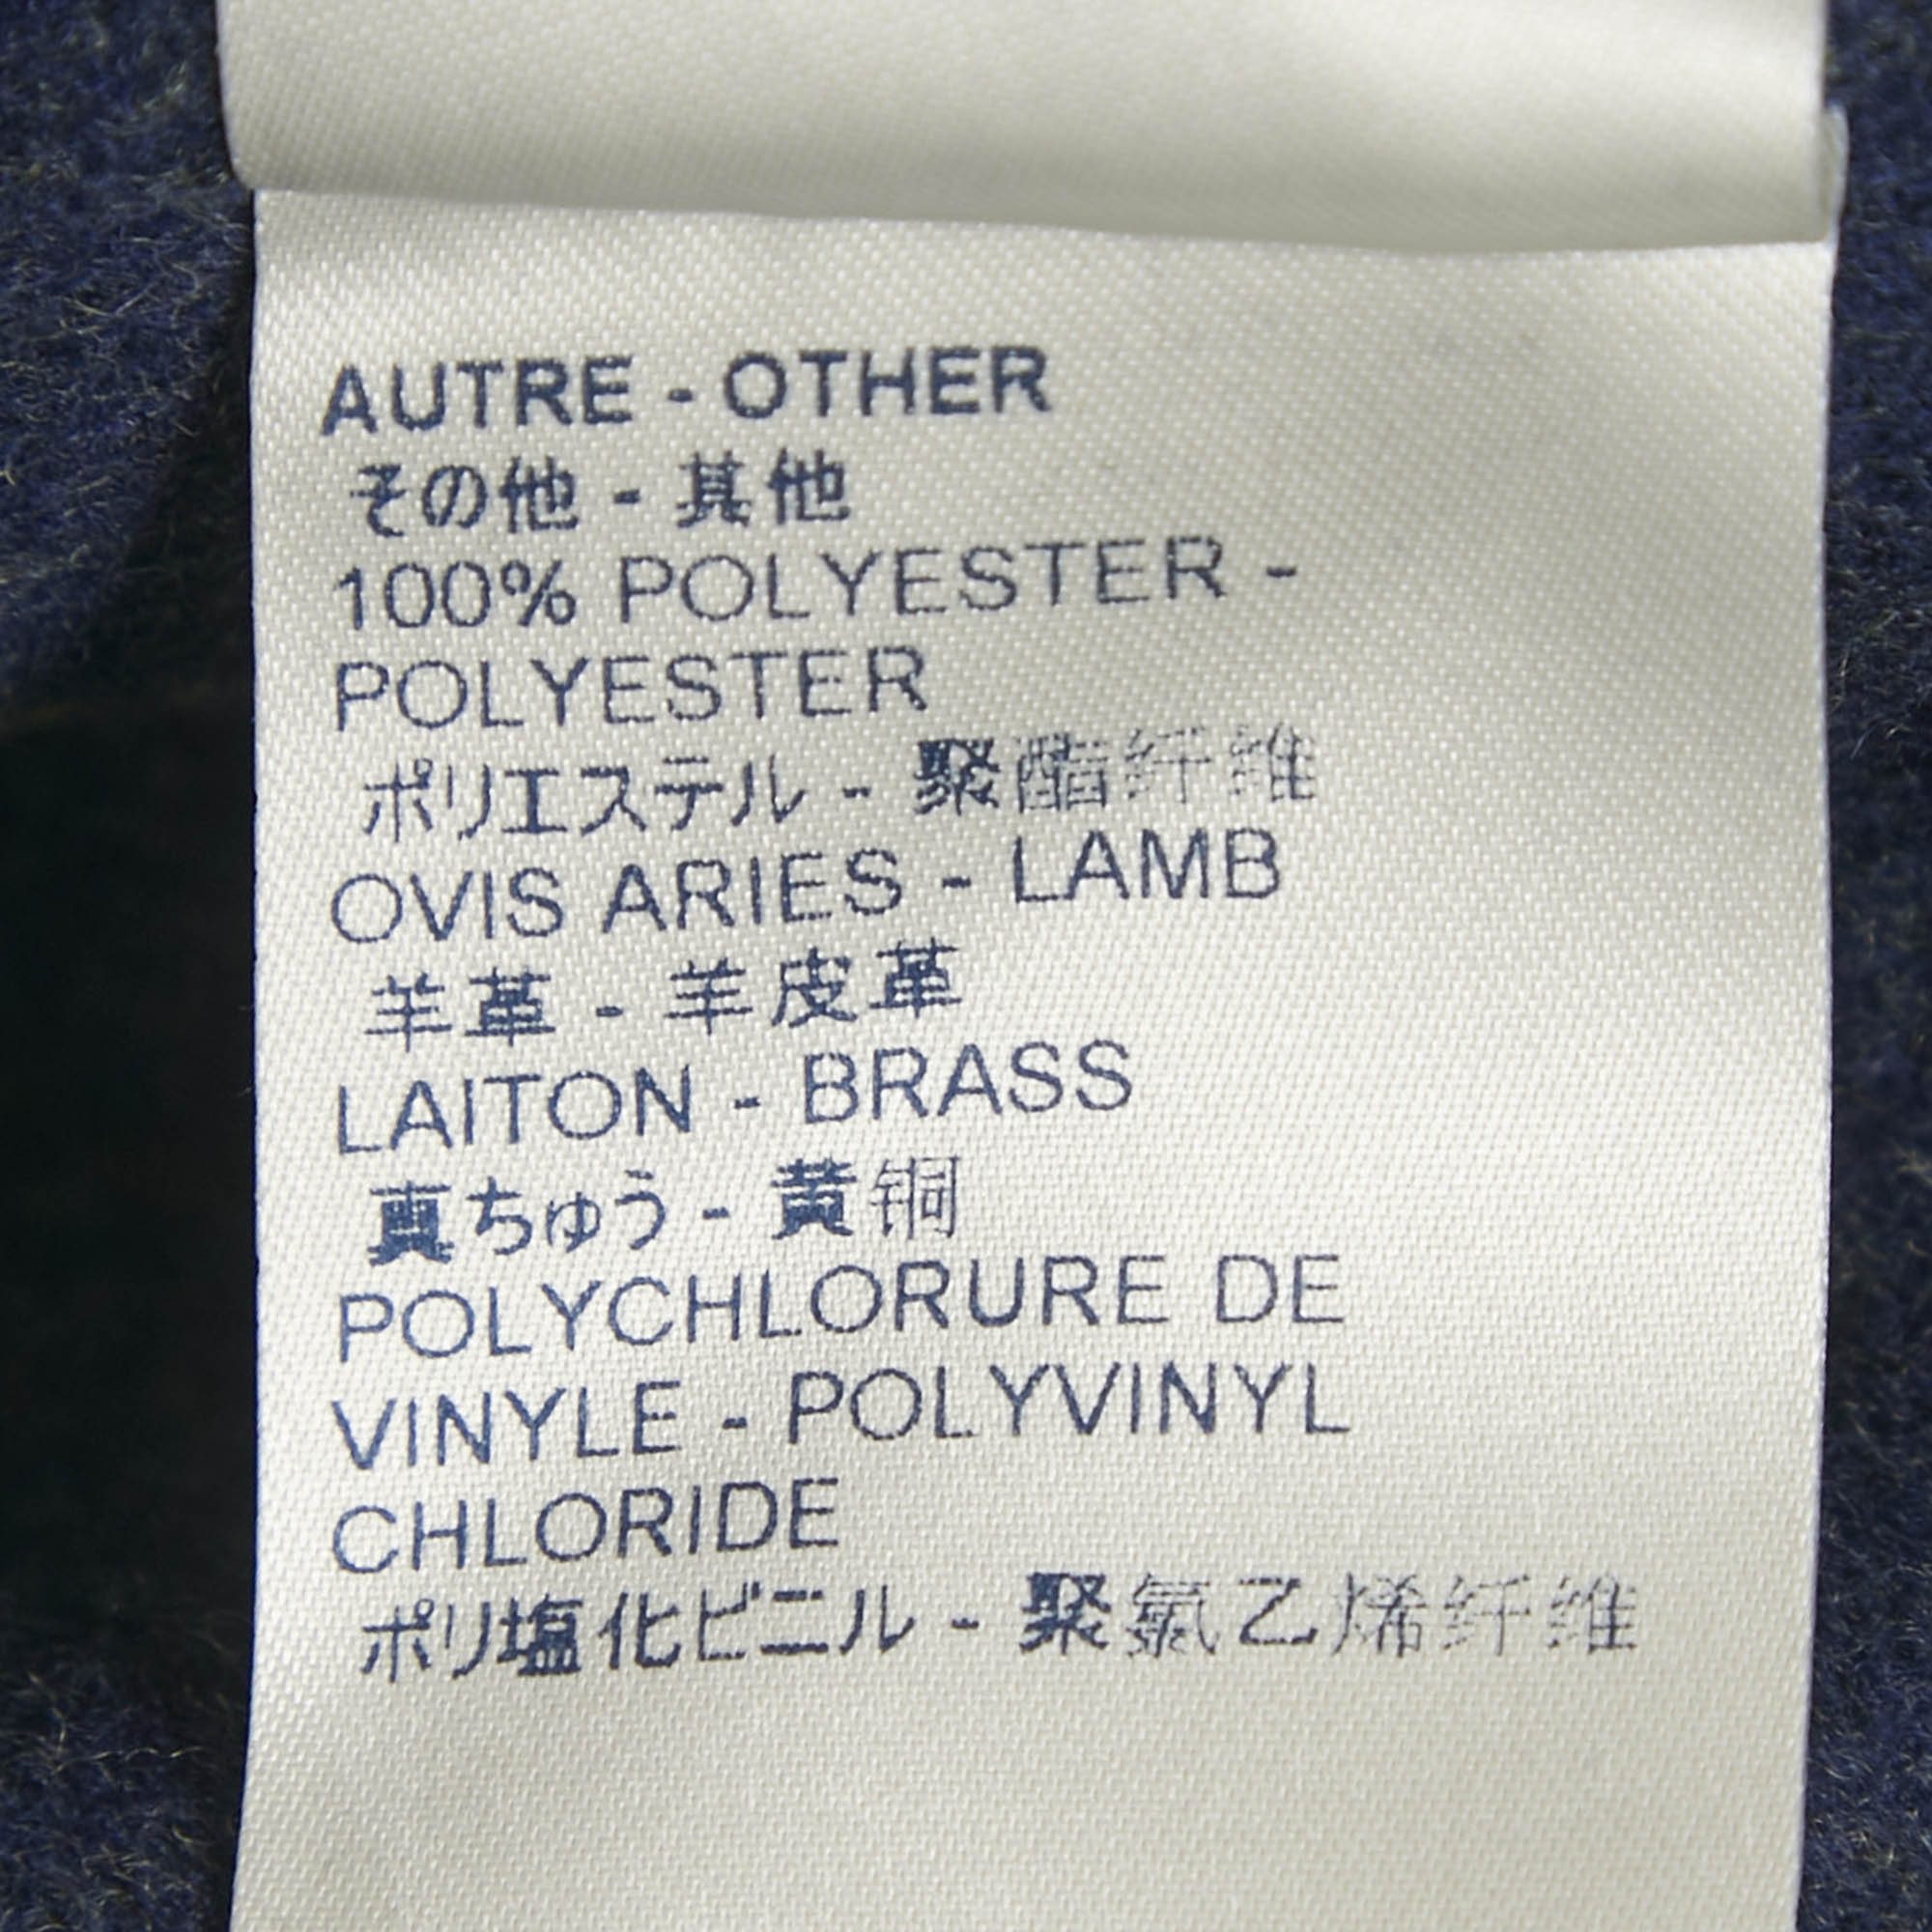 AUTRE - OTHER
その他 - 其他
100% POLYESTER -
POLYESTER
ポリエステル - 聚酯纤维
OVIS ARIES - LAMB
羊革 - 羊皮革
LAITON - BRASS
真ちゅう - 黄铜
POLYCHLORURE DE
VINYLE - POLYVINYL
CHLORIDE
ポリ塩化ビニル - 聚氯乙烯纤维